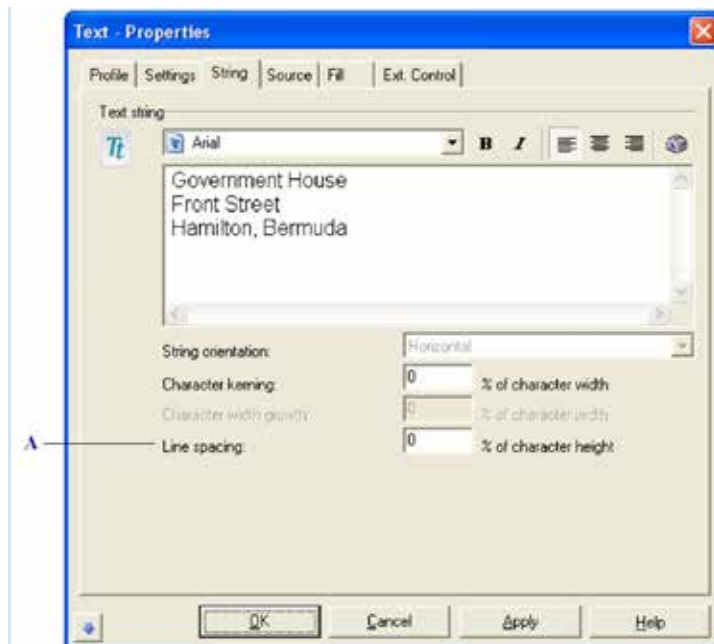 Text - Properties
Profile Settings String Source Fill Ext. Control
Text string
Tt Arial B I
Government House
Front Street
Hamilton, Bermuda
String orientation: Horizontal
Character kerning: 0 % of character width
Character width growth: 0 % of character width
A Line spacing: 0 % of character height
OK Cancel Apply Help